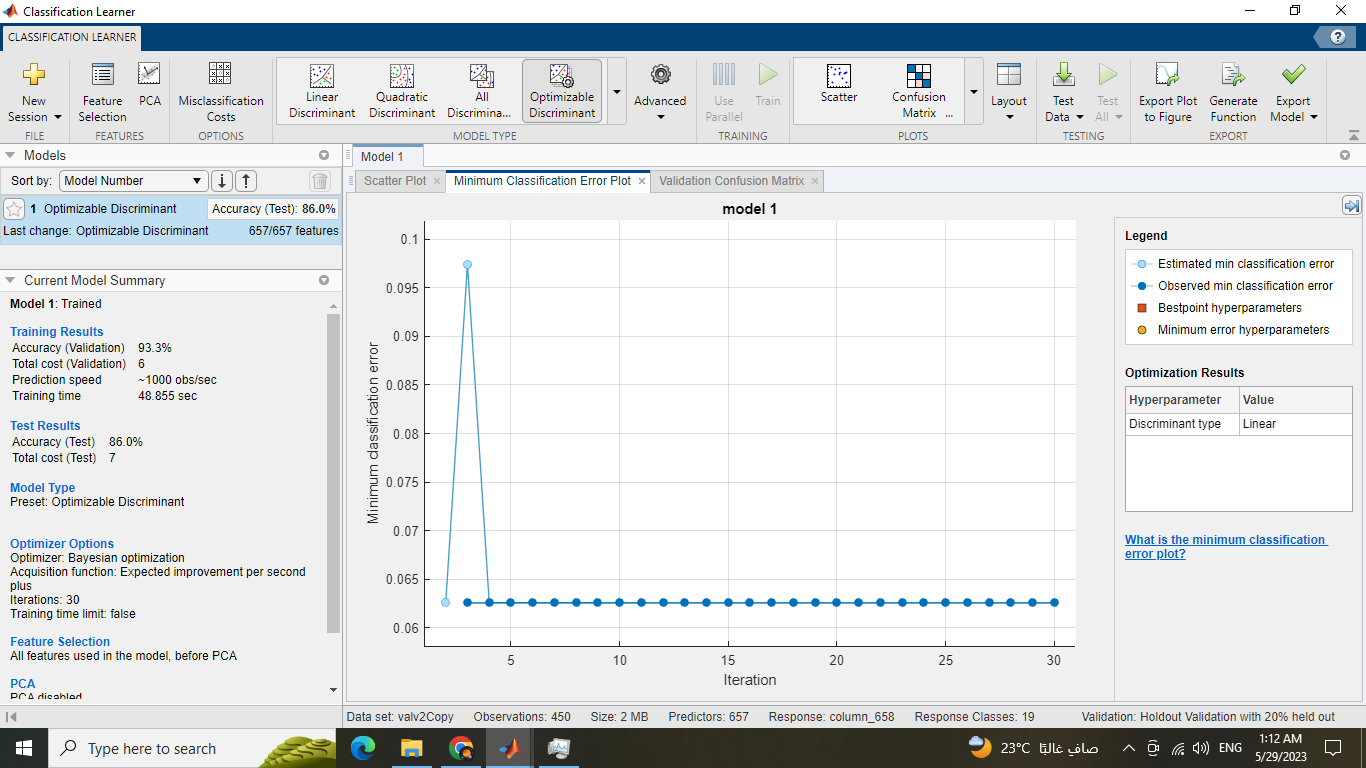 Classification Learner
CLASSIFICATION LEARNER
New Session
Feature Selection
PCA
Misclassification Costs
Linear Discriminant
Quadratic Discriminant
All Discrimina...
Optimizable Discriminant
Advanced
Use Parallel
Train
Scatter
Confusion Matrix ...
Layout
Test Data
Test All
Export Plot to Figure
Generate Function
Export Model
FILE
FEATURES
OPTIONS
MODEL TYPE
TRAINING
PLOTS
TESTING
EXPORT
Models
Sort by: Model Number
1 Optimizable Discriminant Accuracy (Test): 86.0%
Last change: Optimizable Discriminant 657/657 features
Current Model Summary
Model 1: Trained
Training Results
Accuracy (Validation) 93.3%
Total cost (Validation) 6
Prediction speed ~1000 obs/sec
Training time 48.855 sec
Test Results
Accuracy (Test) 86.0%
Total cost (Test) 7
Model Type
Preset: Optimizable Discriminant
Optimizer Options
Optimizer: Bayesian optimization
Acquisition function: Expected improvement per second
plus
Iterations: 30
Training time limit: false
Feature Selection
All features used in the model, before PCA
PCA
PCA disabled
Model 1
Scatter Plot
Minimum Classification Error Plot
Validation Confusion Matrix
model 1
0.1
0.095
0.09
0.085
0.08
0.075
0.07
0.065
0.06
Minimum classification error
5 10 15 20 25 30
Iteration
Legend
Estimated min classification error
Observed min classification error
Bestpoint hyperparameters
Minimum error hyperparameters
Optimization Results
Hyperparameter Value
Discriminant type Linear
What is the minimum classification
error plot?
Data set: valv2Copy Observations: 450 Size: 2 MB Predictors: 657 Response: column_658 Response Classes: 19 Validation: Holdout Validation with 20% held out
Type here to search
23°C صاف غالبًا
ENG
1:12 AM
5/29/2023